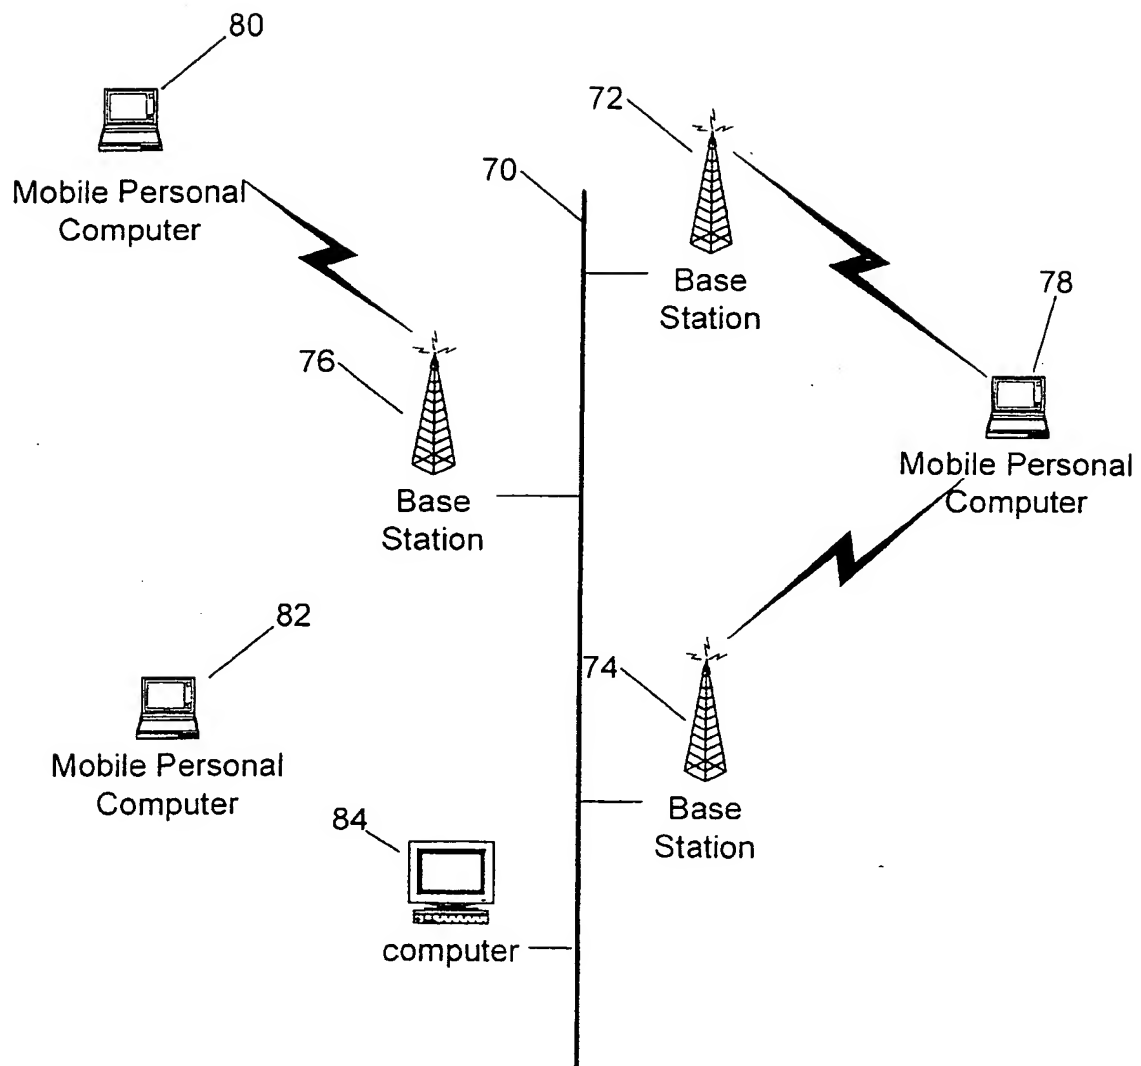 80
Mobile Personal
Computer
72
70
Base
Station
78
Mobile Personal
Computer
76
Base
Station
82
Mobile Personal
Computer
74
Base
Station
84
computer